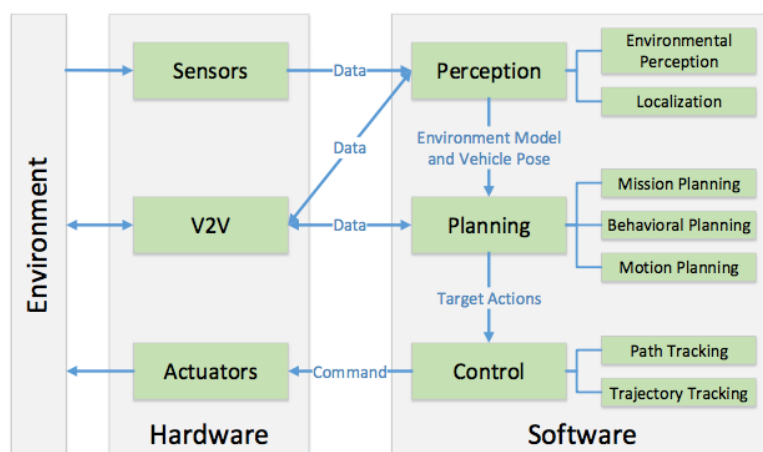 Environment
Sensors
Data
Perception
Environmental
Perception
Localization
Data
Environment Model
and Vehicle Pose
V2V
Data
Planning
Mission Planning
Behavioral Planning
Motion Planning
Target Actions
Actuators
Command
Control
Path Tracking
Trajectory Tracking
Hardware
Software